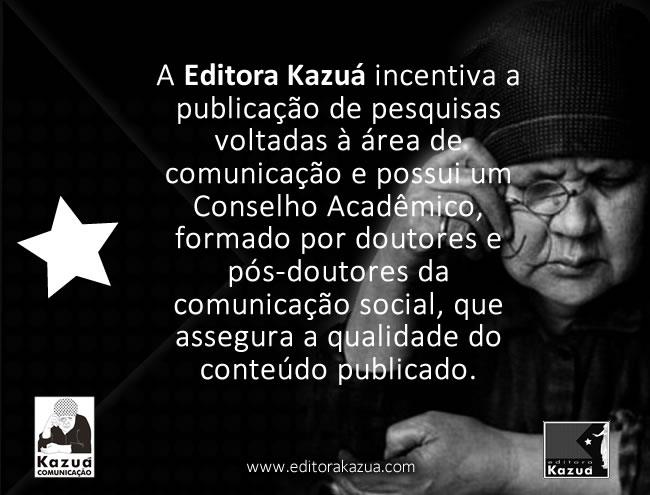 A Editora Kazuá incentiva a
publicação de pesquisas
voltadas à área de
comunicação e possui um
Conselho Acadêmico,
formado por doutores e
pós-doutores da
comunicação social, que
assegura a qualidade do
conteúdo publicado.
Kazuá
COMUNICAÇÃO
www.editorakazua.com
editora
Kazuá